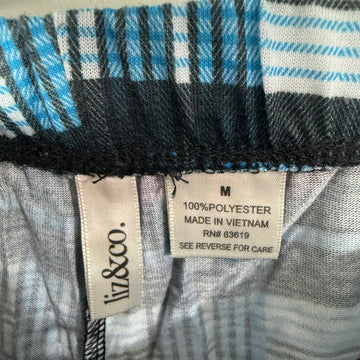 liz&co.
M
100%POLYESTER
MADE IN VIETNAM
RN# 63619
SEE REVERSE FOR CARE